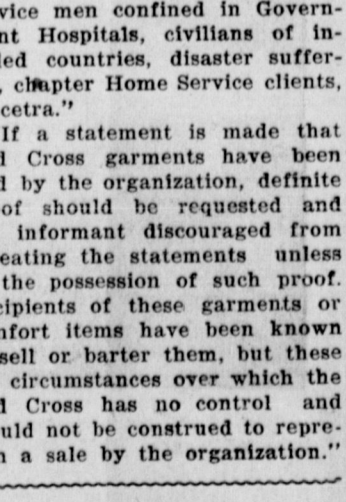 vice men confined in Govern-
nt Hospitals, civilians of in-
led countries, disaster suffer-
, chapter Home Service clients,
cetra."
If a statement is made that
d Cross garments have been
d by the organization, definite
of should be requested and
informant discouraged from
eating the statements unless
the possession of such proof.
cipients of these garments or
nfort items have been known
sell or barter them, but these
circumstances over which the
d Cross has no control and
uld not be construed to repre-
n a sale by the organization."